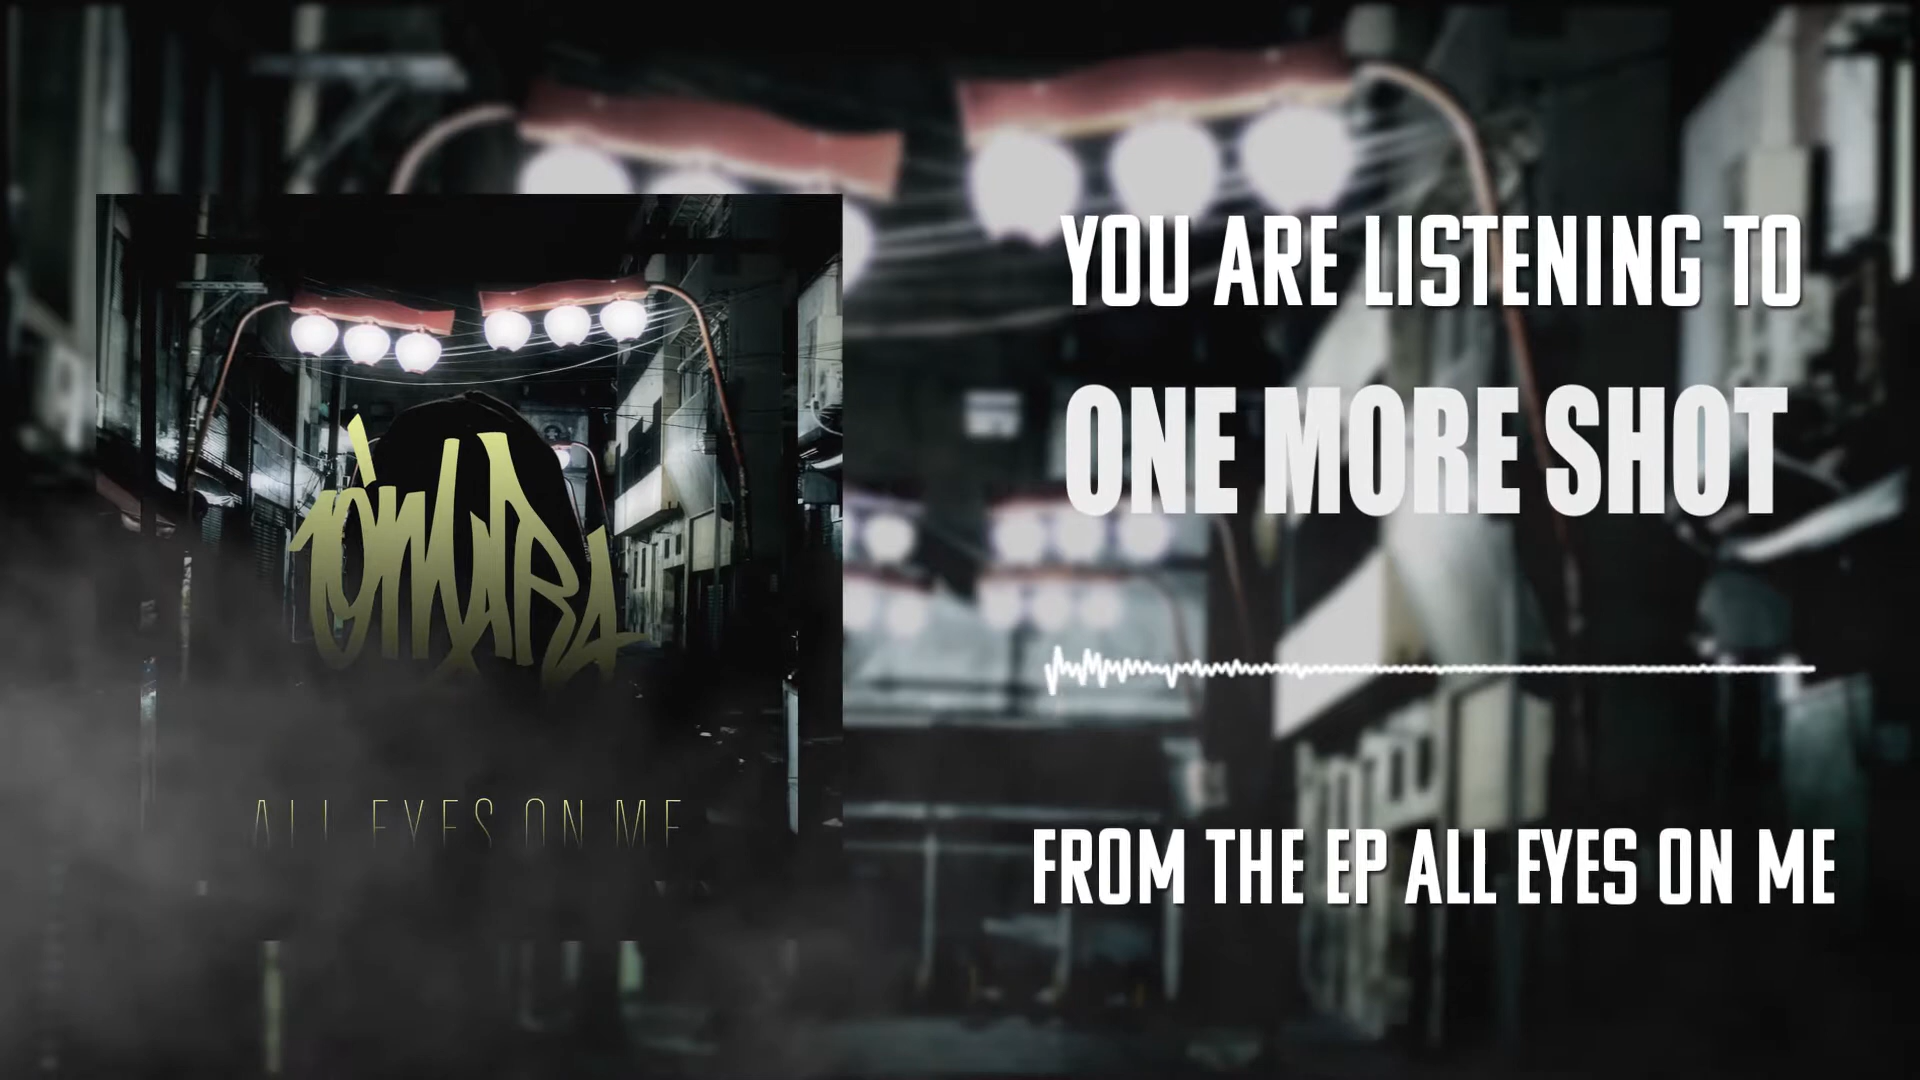 YOU ARE LISTENING TO
ONE MORE SHOT
ALL EYES ON ME
FROM THE EP ALL EYES ON ME